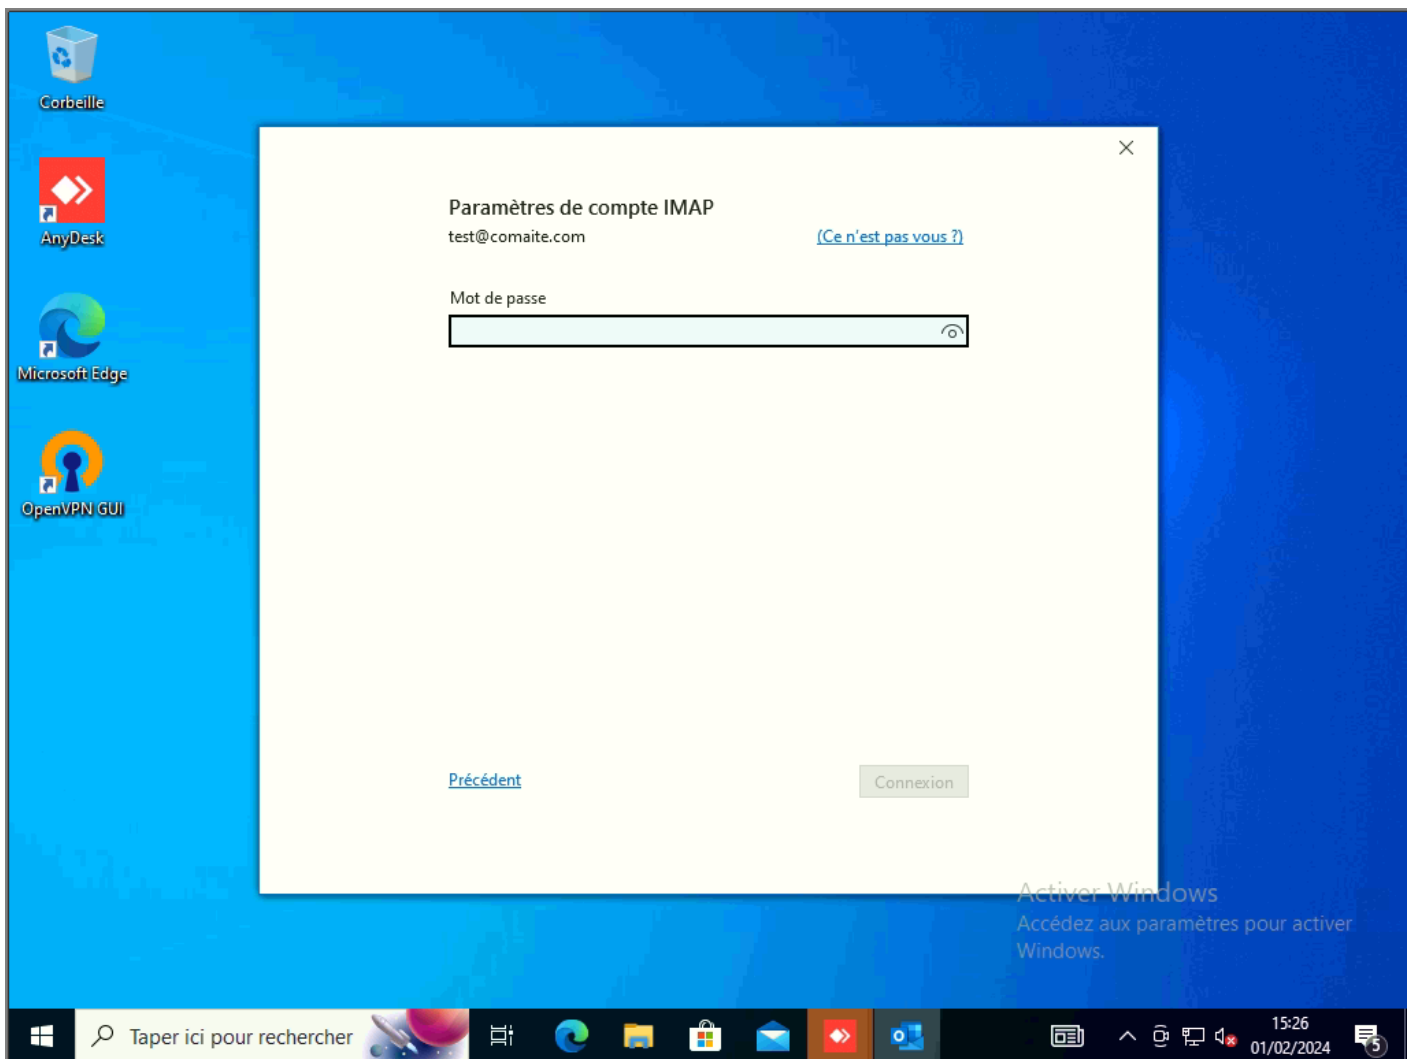 Corbeille
AnyDesk
Microsoft Edge
OpenVPN GUI
Paramètres de compte IMAP
test@comaite.com
(Ce n'est pas vous ?)
Mot de passe
Précédent
Connexion
Activer Windows
Accédez aux paramètres pour activer
Windows.
Taper ici pour rechercher
15:26
01/02/2024
5